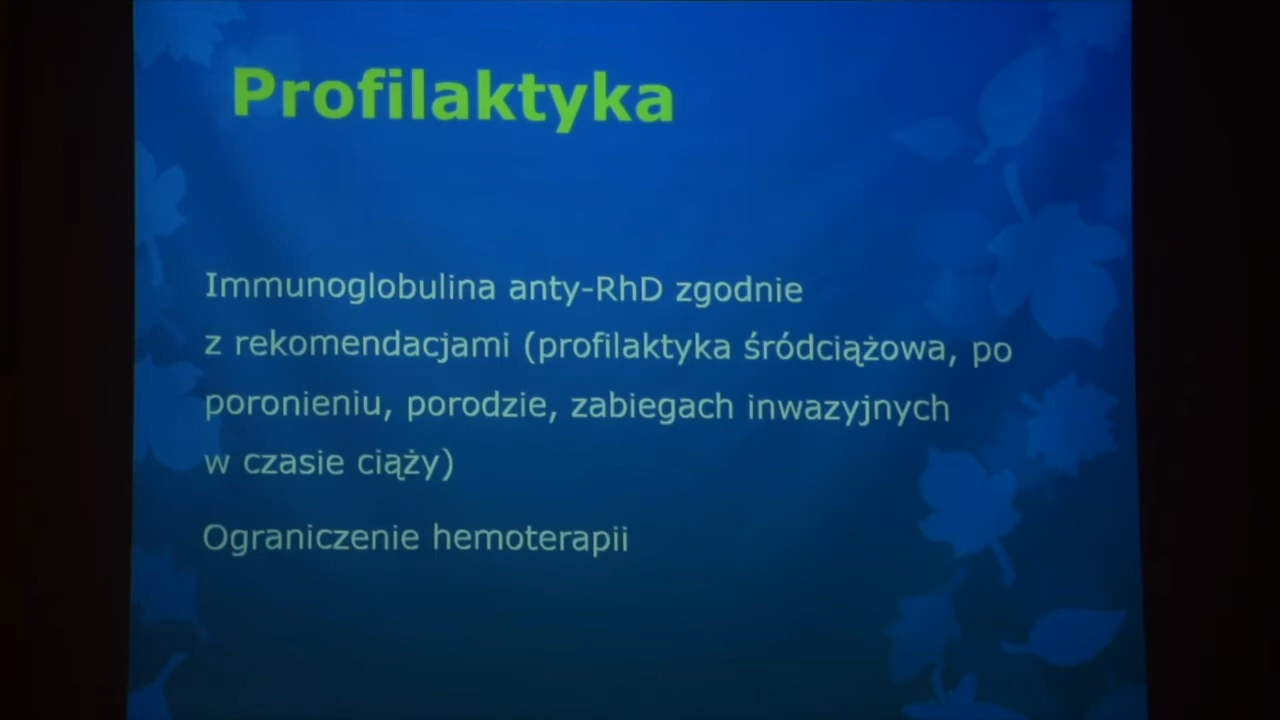 Profilaktyka
Immunoglobulina anty-RhD zgodnie
z rekomendacjami (profilaktyka śródciążowa, po
poronieniu, porodzie, zabiegach inwazyjnych
w czasie ciąży)
Ograniczenie hemoterapii